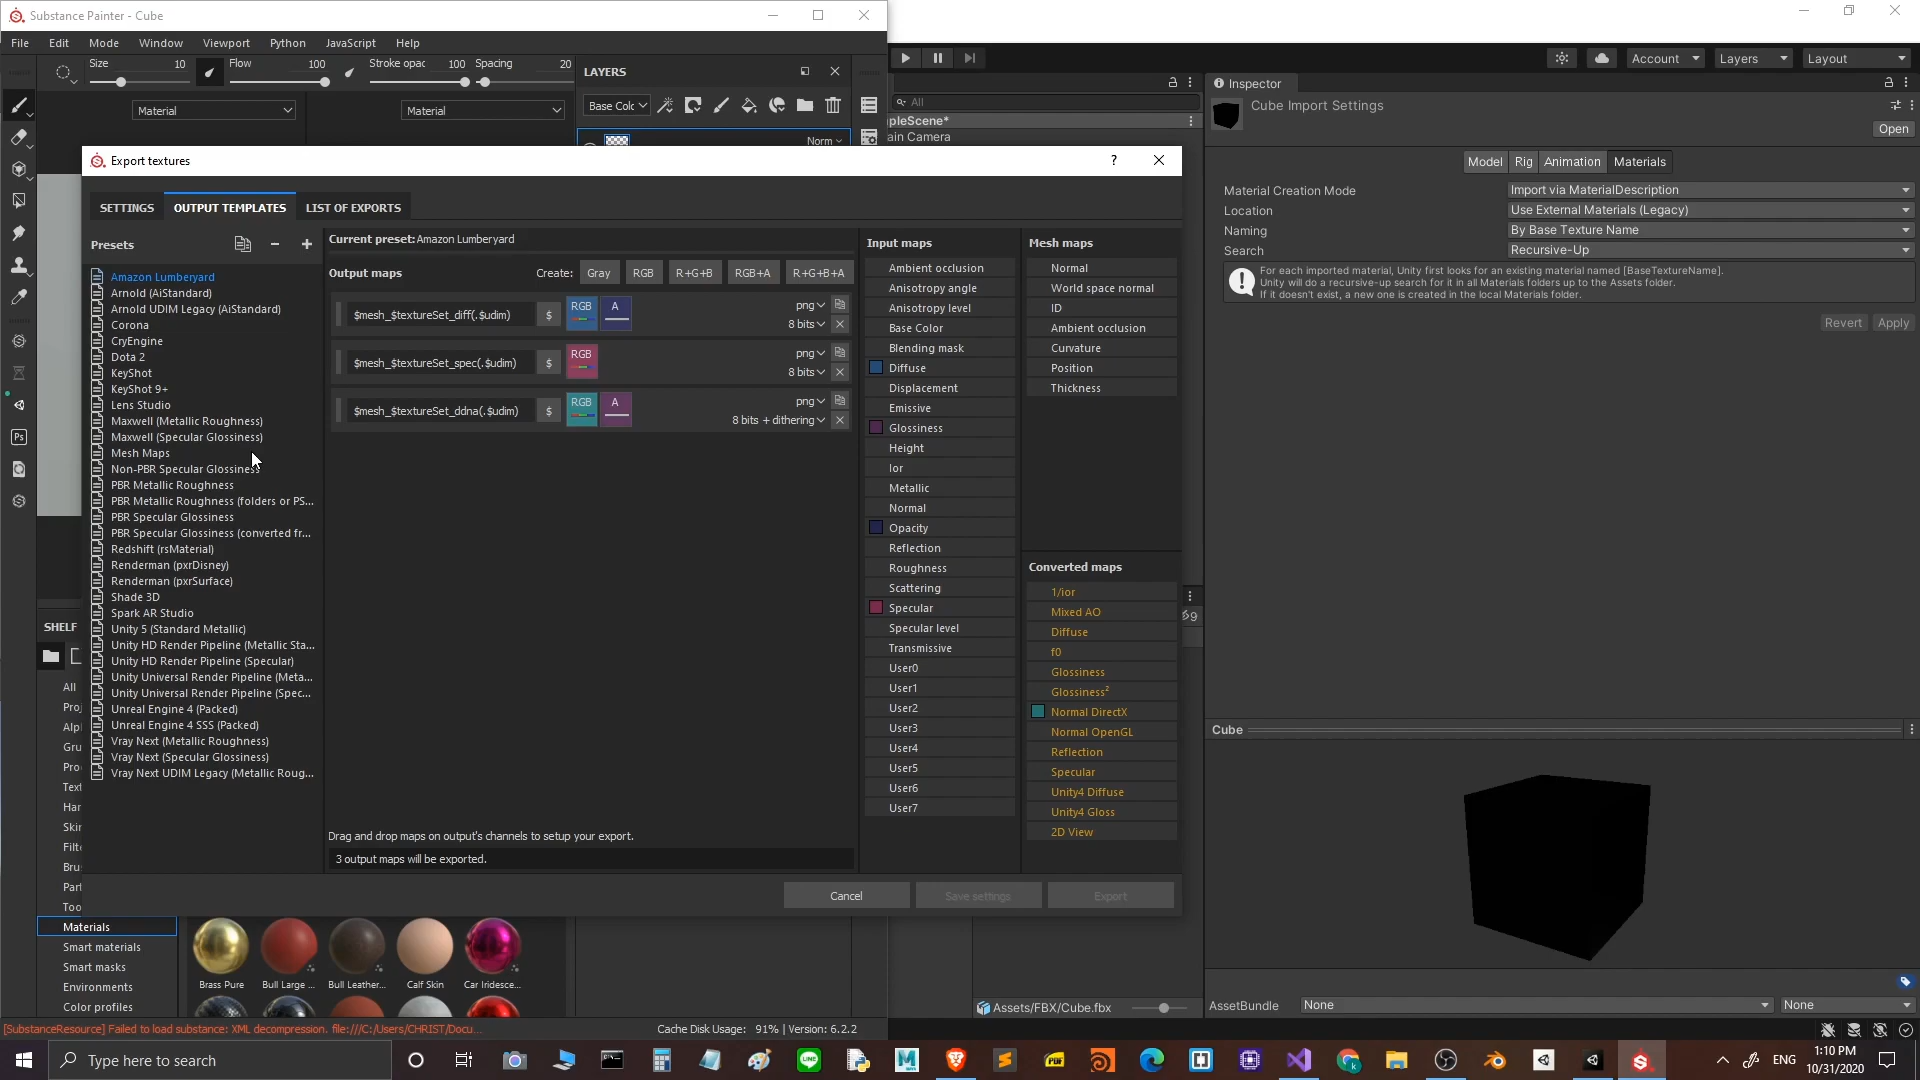 Substance Painter - Cube
File Edit Mode Window Viewport Python JavaScript Help
Size 10 Flow 100 Stroke opac 100 Spacing 20
Material Material
LAYERS
Base Colc
Norm
Account Layers Layout
All
pleScene*
ain Camera
Inspector
Cube Import Settings
Open
Model Rig Animation Materials
Material Creation Mode Import via MaterialDescription
Location Use External Materials (Legacy)
Naming By Base Texture Name
Search Recursive-Up
For each imported material, Unity first looks for an existing material named [BaseTextureName].
Unity will do a recursive-up search for it in all Materials folders up to the Assets folder.
If it doesn't exist, a new one is created in the local Materials folder.
Revert Apply
Export textures ?
SETTINGS OUTPUT TEMPLATES LIST OF EXPORTS
Presets
Amazon Lumberyard
Arnold (AiStandard)
Arnold UDIM Legacy (AiStandard)
Corona
CryEngine
Dota 2
KeyShot
KeyShot 9+
Lens Studio
Maxwell (Metallic Roughness)
Maxwell (Specular Glossiness)
Mesh Maps
Non-PBR Specular Glossiness
PBR Metallic Roughness
PBR Metallic Roughness (folders or PS...
PBR Specular Glossiness
PBR Specular Glossiness (converted fr...
Redshift (rsMaterial)
Renderman (pxrDisney)
Renderman (pxrSurface)
Shade 3D
Spark AR Studio
Unity 5 (Standard Metallic)
Unity HD Render Pipeline (Metallic Sta...
Unity HD Render Pipeline (Specular)
Unity Universal Render Pipeline (Meta...
Unity Universal Render Pipeline (Spec...
Unreal Engine 4 (Packed)
Unreal Engine 4 SSS (Packed)
Vray Next (Metallic Roughness)
Vray Next (Specular Glossiness)
Vray Next UDIM Legacy (Metallic Roug...
Current preset: Amazon Lumberyard
Output maps Create: Gray RGB R+G+B RGB+A R+G+B+A
$mesh_$textureSet_diff(.$udim) $ RGB A png
8 bits
$mesh_$textureSet_spec(.$udim) $ RGB png
8 bits
$mesh_$textureSet_ddna(.$udim) $ RGB A png
8 bits + dithering
Drag and drop maps on output's channels to setup your export.
3 output maps will be exported.
Input maps
Ambient occlusion
Anisotropy angle
Anisotropy level
Base Color
Blending mask
Diffuse
Displacement
Emissive
Glossiness
Height
Ior
Metallic
Normal
Opacity
Reflection
Roughness
Scattering
Specular
Specular level
Transmissive
User0
User1
User2
User3
User4
User5
User6
User7
Mesh maps
Normal
World space normal
ID
Ambient occlusion
Curvature
Position
Thickness
Converted maps
1/ior
Mixed AO
Diffuse
f0
Glossiness
Glossiness²
Normal DirectX
Normal OpenGL
Reflection
Specular
Unity4 Diffuse
Unity4 Gloss
2D View
Cancel Save settings Export
SHELF
All
Proj
Alp
Gru
Pro
Text
Har
Skir
Filte
Bru
Part
Too
Materials
Smart materials
Smart masks
Environments
Color profiles
Brass Pure Bull Large ... Bull Leather... Calf Skin Car Iridesce...
9
Cube
Assets/FBX/Cube.fbx
AssetBundle None None
[SubstanceResource] Failed to load substance: XML decompression. file:///C:/Users/CHRIST/Docu...
Cache Disk Usage: 91% | Version: 6.2.2
Type here to search
Ps
PDF
ENG
1:10 PM
10/31/2020